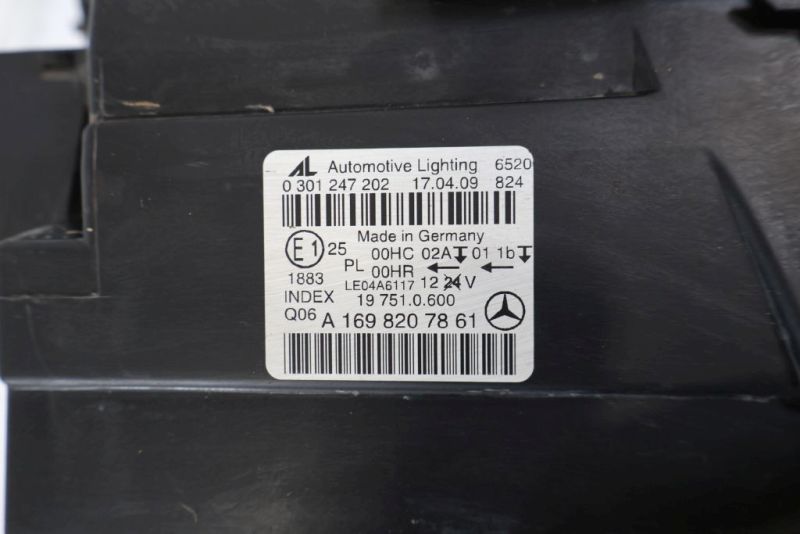 AL Automotive Lighting 6520
0 301 247 202 17.04.09 824
Made in Germany
E1 25 00HC 02A 01 1b
PL 00HR
1883 LE04A6117 12 24 V
INDEX 19 751.0.600
Q06 A 169 820 78 61